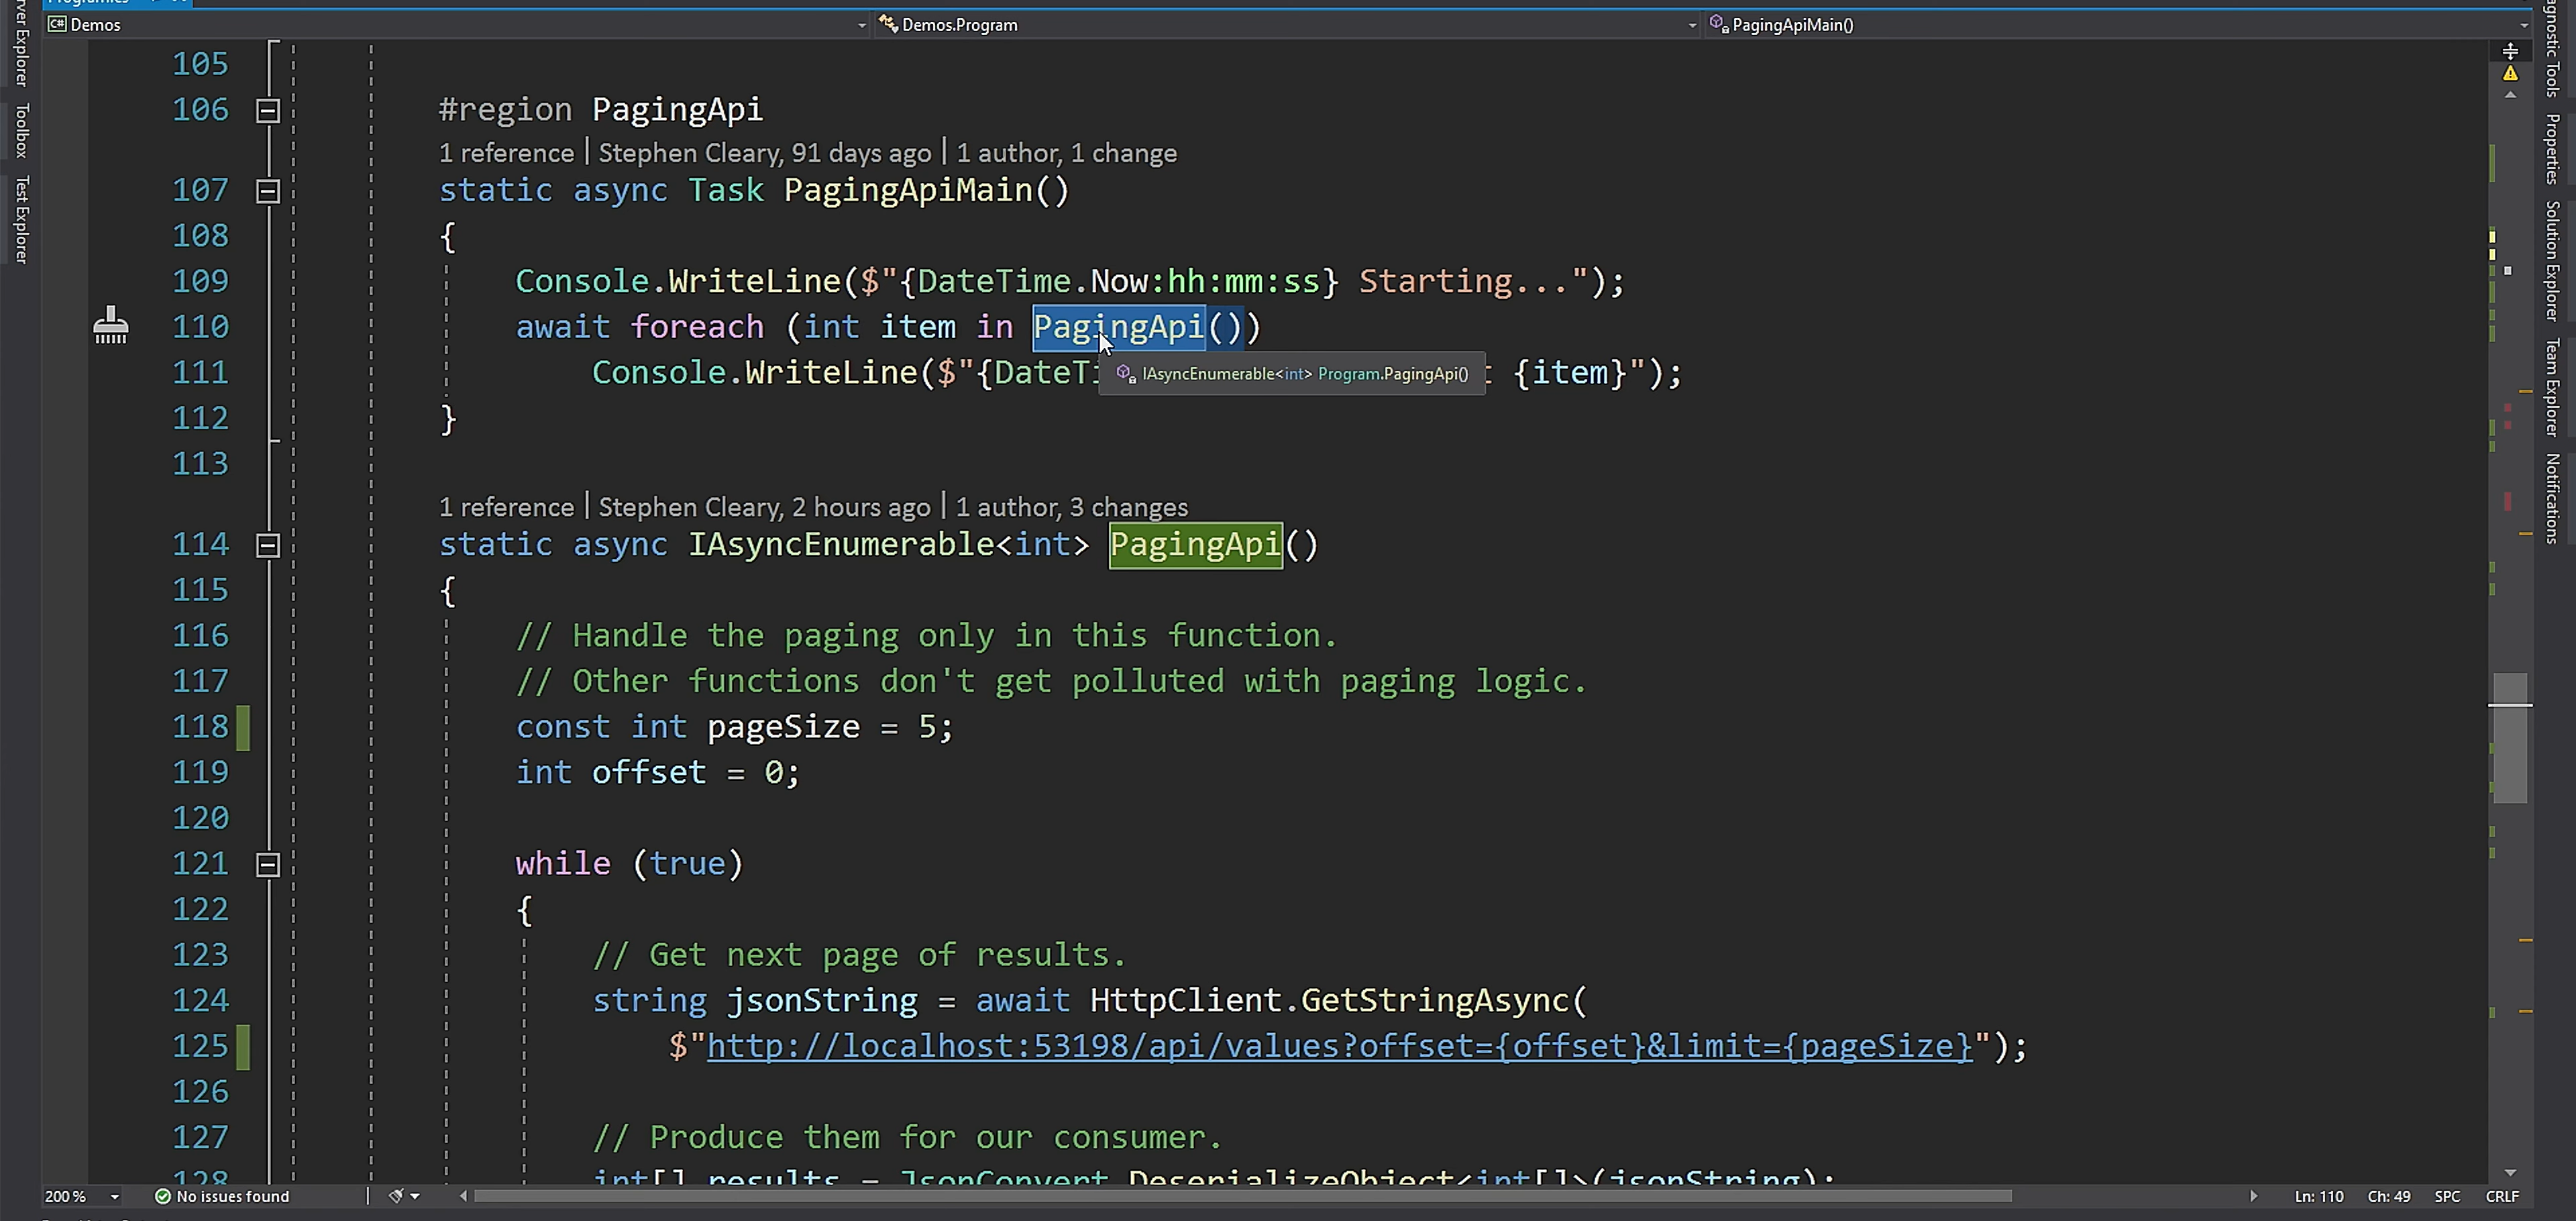 Demos
Demos.Program
PagingApiMain()
Toolbox
Test Explorer
Properties
Solution Explorer
Team Explorer
Notifications
105
106 #region PagingApi
1 reference | Stephen Cleary, 91 days ago | 1 author, 1 change
107 static async Task PagingApiMain()
108 {
109 Console.WriteLine($"{DateTime.Now:hh:mm:ss} Starting...");
110 await foreach (int item in PagingApi())
111 Console.WriteLine($"{DateTi {item}");
IAsyncEnumerable<int> Program.PagingApi()
112 }
113
1 reference | Stephen Cleary, 2 hours ago | 1 author, 3 changes
114 static async IAsyncEnumerable<int> PagingApi()
115 {
116 // Handle the paging only in this function.
117 // Other functions don't get polluted with paging logic.
118 const int pageSize = 5;
119 int offset = 0;
120
121 while (true)
122 {
123 // Get next page of results.
124 string jsonString = await HttpClient.GetStringAsync(
125 $"http://localhost:53198/api/values?offset={offset}&limit={pageSize}");
126
127 // Produce them for our consumer.
128 int[] results = JsonConvert.DeserializeObject<int[]>(jsonString);
200 %
No issues found
Ln: 110 Ch: 49 SPC CRLF